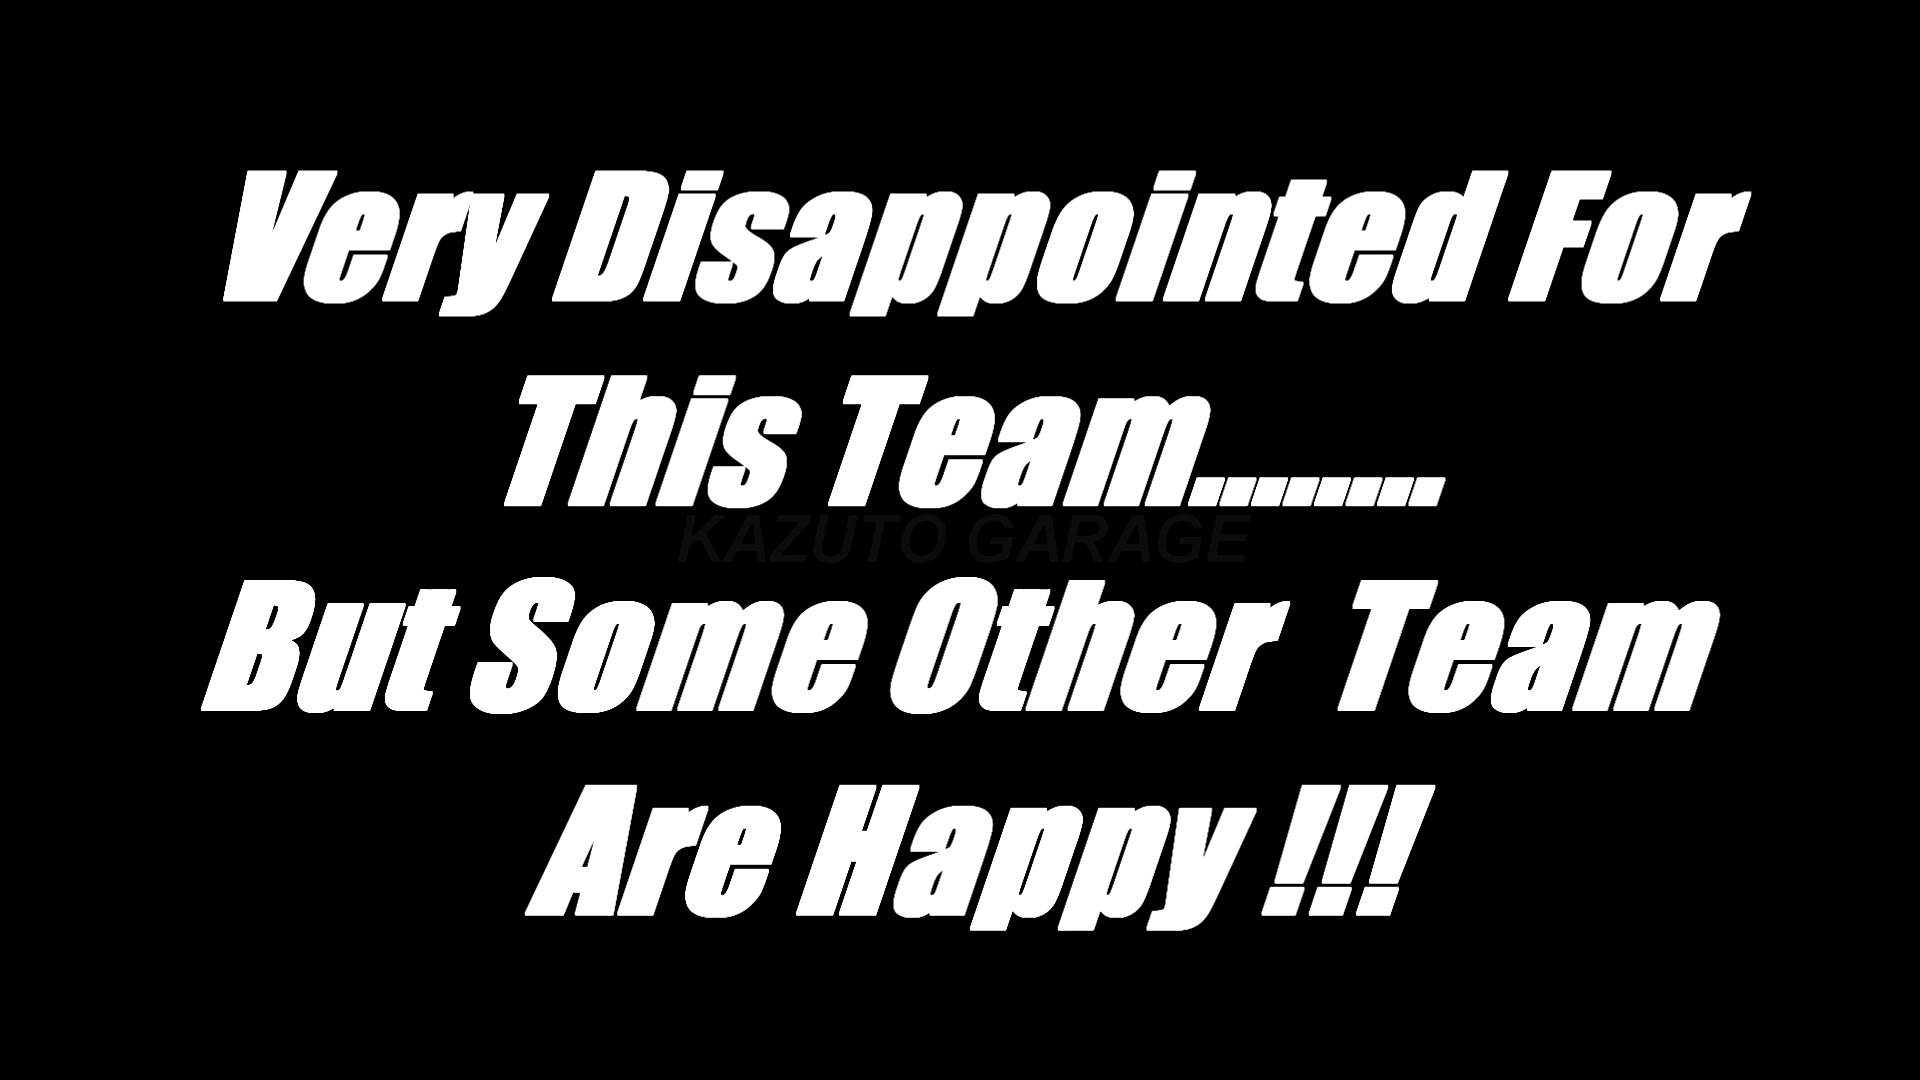 Very Disappointed For
This Team........
KAZUTO GARAGE
But Some Other  Team
Are Happy !!!